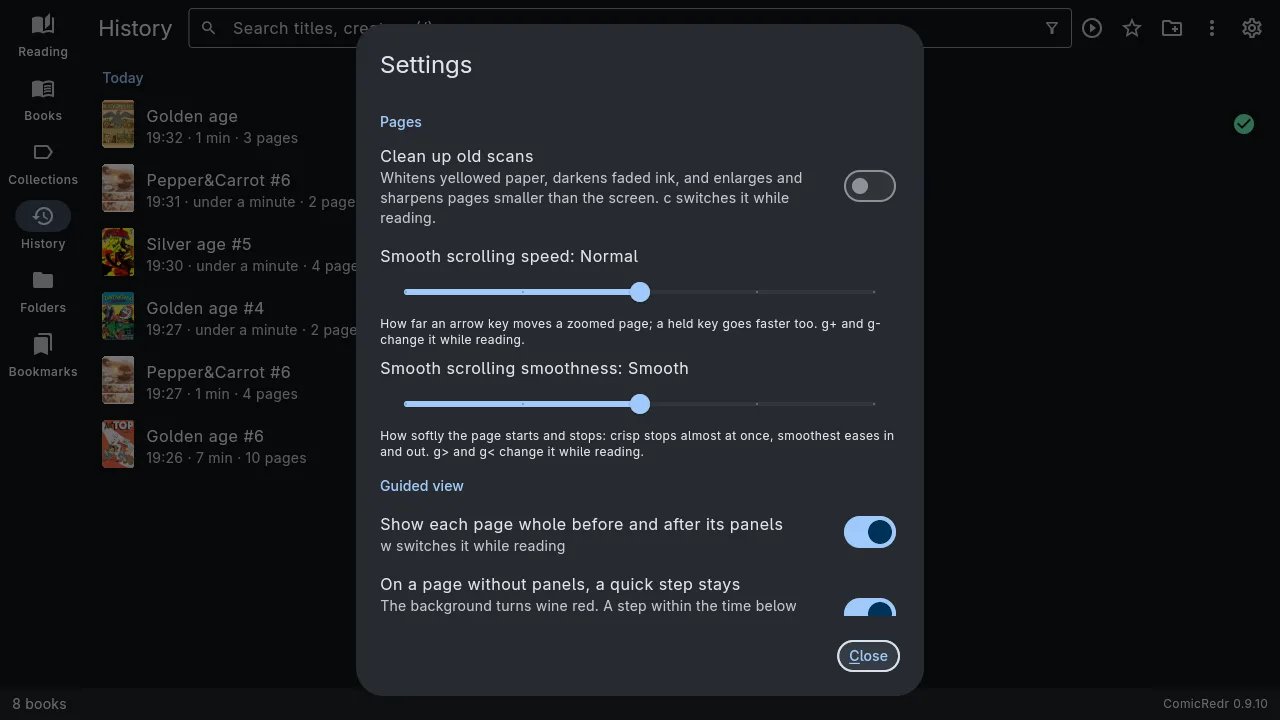 Reading
Books
Collections
History
Folders
Bookmarks
History
Search titles, creators (/)
Today
Golden age
19:32 · 1 min · 3 pages
Pepper&Carrot #6
19:31 · under a minute · 2 page
Silver age #5
19:30 · under a minute · 4 page
Golden age #4
19:27 · under a minute · 2 page
Pepper&Carrot #6
19:27 · 1 min · 4 pages
Golden age #6
19:26 · 7 min · 10 pages
Settings
Pages
Clean up old scans
Whitens yellowed paper, darkens faded ink, and enlarges and
sharpens pages smaller than the screen. c switches it while
reading.
Smooth scrolling speed: Normal
How far an arrow key moves a zoomed page; a held key goes faster too. g+ and g-
change it while reading.
Smooth scrolling smoothness: Smooth
How softly the page starts and stops: crisp stops almost at once, smoothest eases in
and out. g> and g< change it while reading.
Guided view
Show each page whole before and after its panels
w switches it while reading
On a page without panels, a quick step stays
The background turns wine red. A step within the time below
Close
8 books
ComicRedr 0.9.10